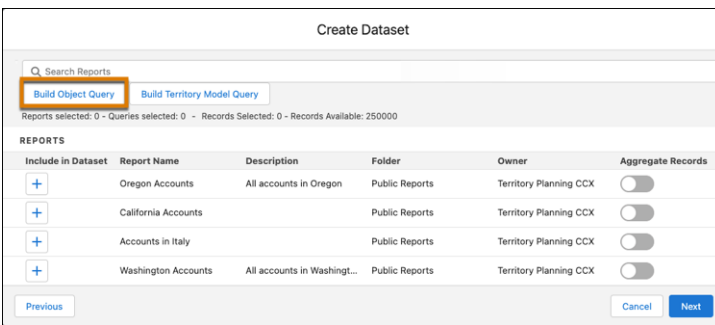 Create Dataset
Search Reports
Build Object Query Build Territory Model Query
Reports selected: 0 - Queries selected: 0 - Records Selected: 0 - Records Available: 250000
REPORTS
Include in Dataset Report Name Description Folder Owner Aggregate Records
+ Oregon Accounts All accounts in Oregon Public Reports Territory Planning CCX
+ California Accounts Public Reports Territory Planning CCX
+ Accounts in Italy Public Reports Territory Planning CCX
+ Washington Accounts All accounts in Washingt... Public Reports Territory Planning CCX
Previous Cancel Next